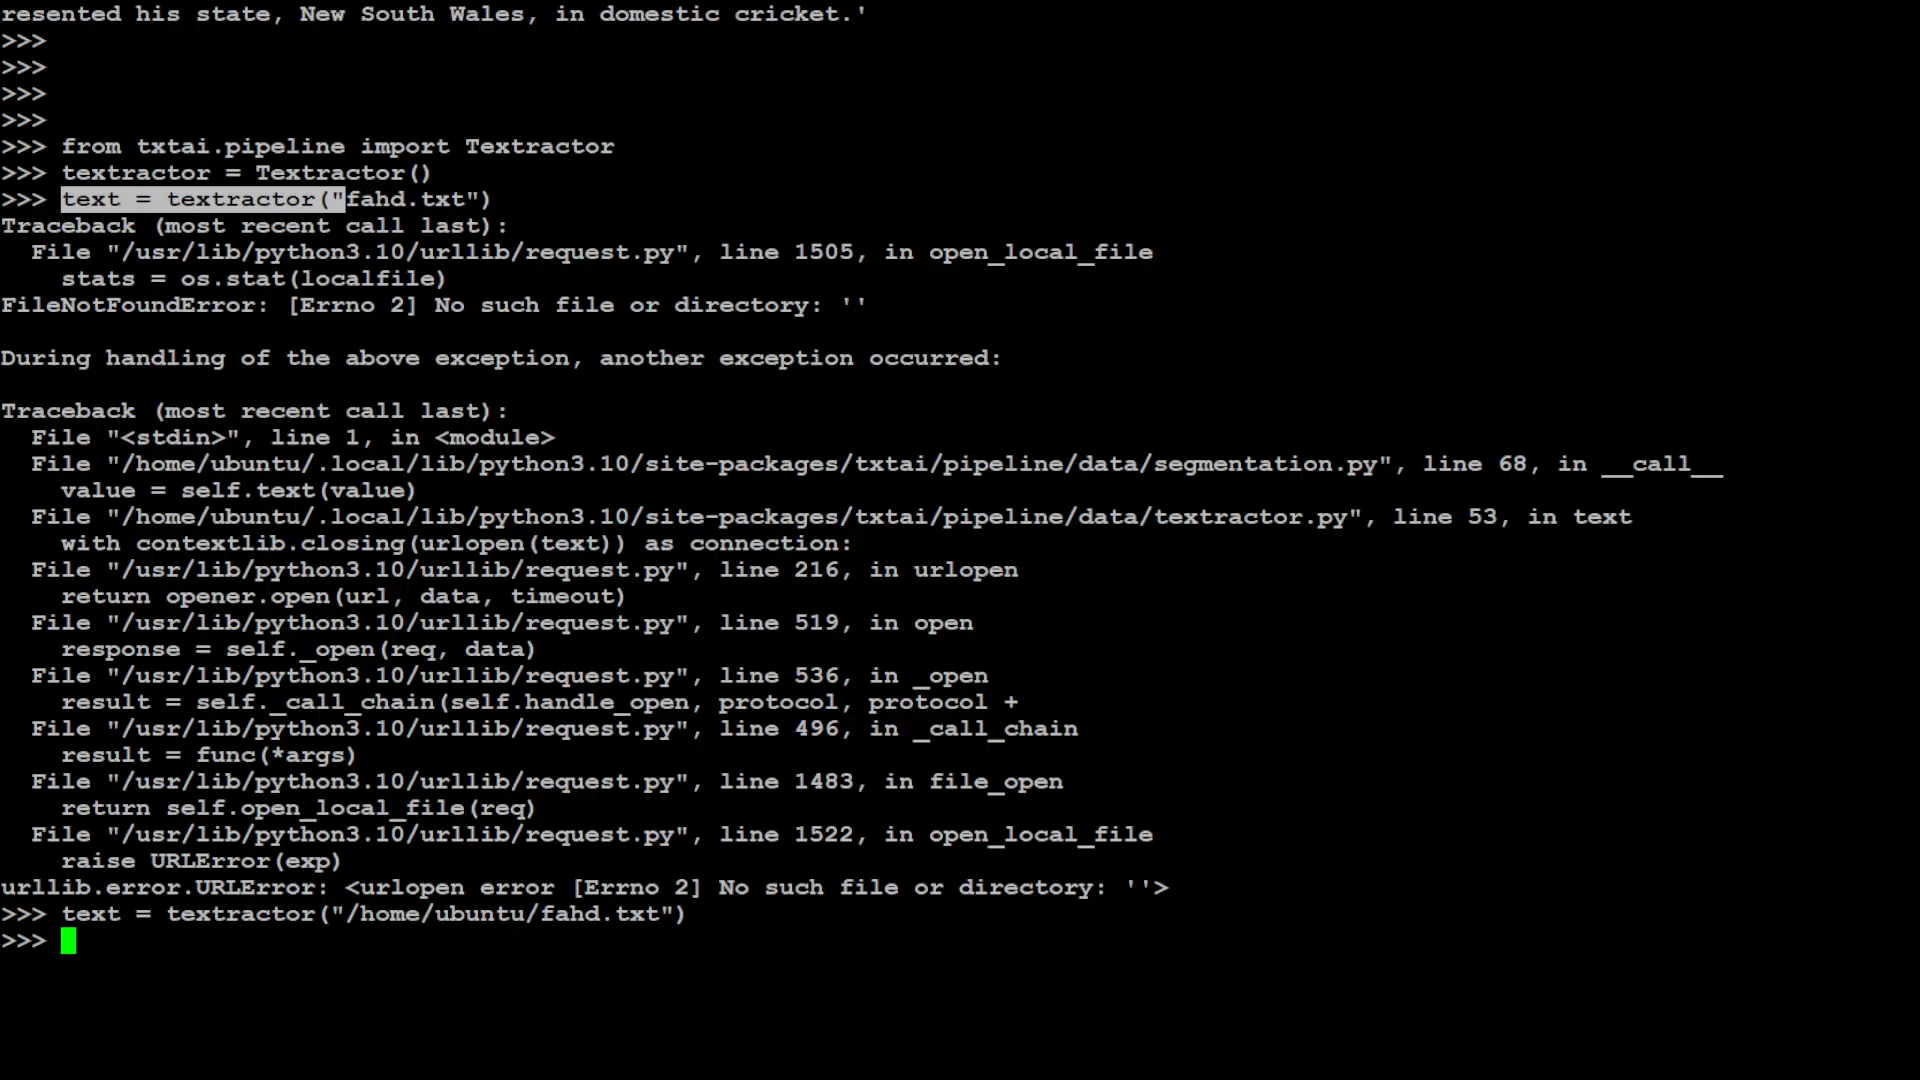 resented his state, New South Wales, in domestic cricket.'
>>>
>>>
>>>
>>>
>>> from txtai.pipeline import Textractor
>>> textractor = Textractor()
>>> text = textractor("fahd.txt")
Traceback (most recent call last):
  File "/usr/lib/python3.10/urllib/request.py", line 1505, in open_local_file
    stats = os.stat(localfile)
FileNotFoundError: [Errno 2] No such file or directory: ''

During handling of the above exception, another exception occurred:

Traceback (most recent call last):
  File "<stdin>", line 1, in <module>
  File "/home/ubuntu/.local/lib/python3.10/site-packages/txtai/pipeline/data/segmentation.py", line 68, in __call__
    value = self.text(value)
  File "/home/ubuntu/.local/lib/python3.10/site-packages/txtai/pipeline/data/textractor.py", line 53, in text
    with contextlib.closing(urlopen(text)) as connection:
  File "/usr/lib/python3.10/urllib/request.py", line 216, in urlopen
    return opener.open(url, data, timeout)
  File "/usr/lib/python3.10/urllib/request.py", line 519, in open
    response = self._open(req, data)
  File "/usr/lib/python3.10/urllib/request.py", line 536, in _open
    result = self._call_chain(self.handle_open, protocol, protocol +
  File "/usr/lib/python3.10/urllib/request.py", line 496, in _call_chain
    result = func(*args)
  File "/usr/lib/python3.10/urllib/request.py", line 1483, in file_open
    return self.open_local_file(req)
  File "/usr/lib/python3.10/urllib/request.py", line 1522, in open_local_file
    raise URLError(exp)
urllib.error.URLError: <urlopen error [Errno 2] No such file or directory: ''>
>>> text = textractor("/home/ubuntu/fahd.txt")
>>>